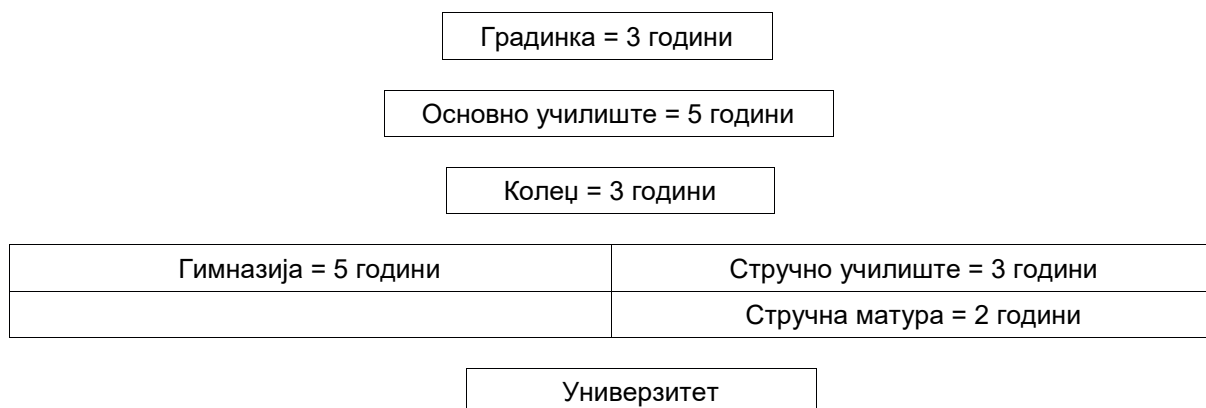 Градинка = 3 години
Основно училиште = 5 години
Колеџ = 3 години
Гимназија = 5 години
Стручно училиште = 3 години
Стручна матура = 2 години
Универзитет